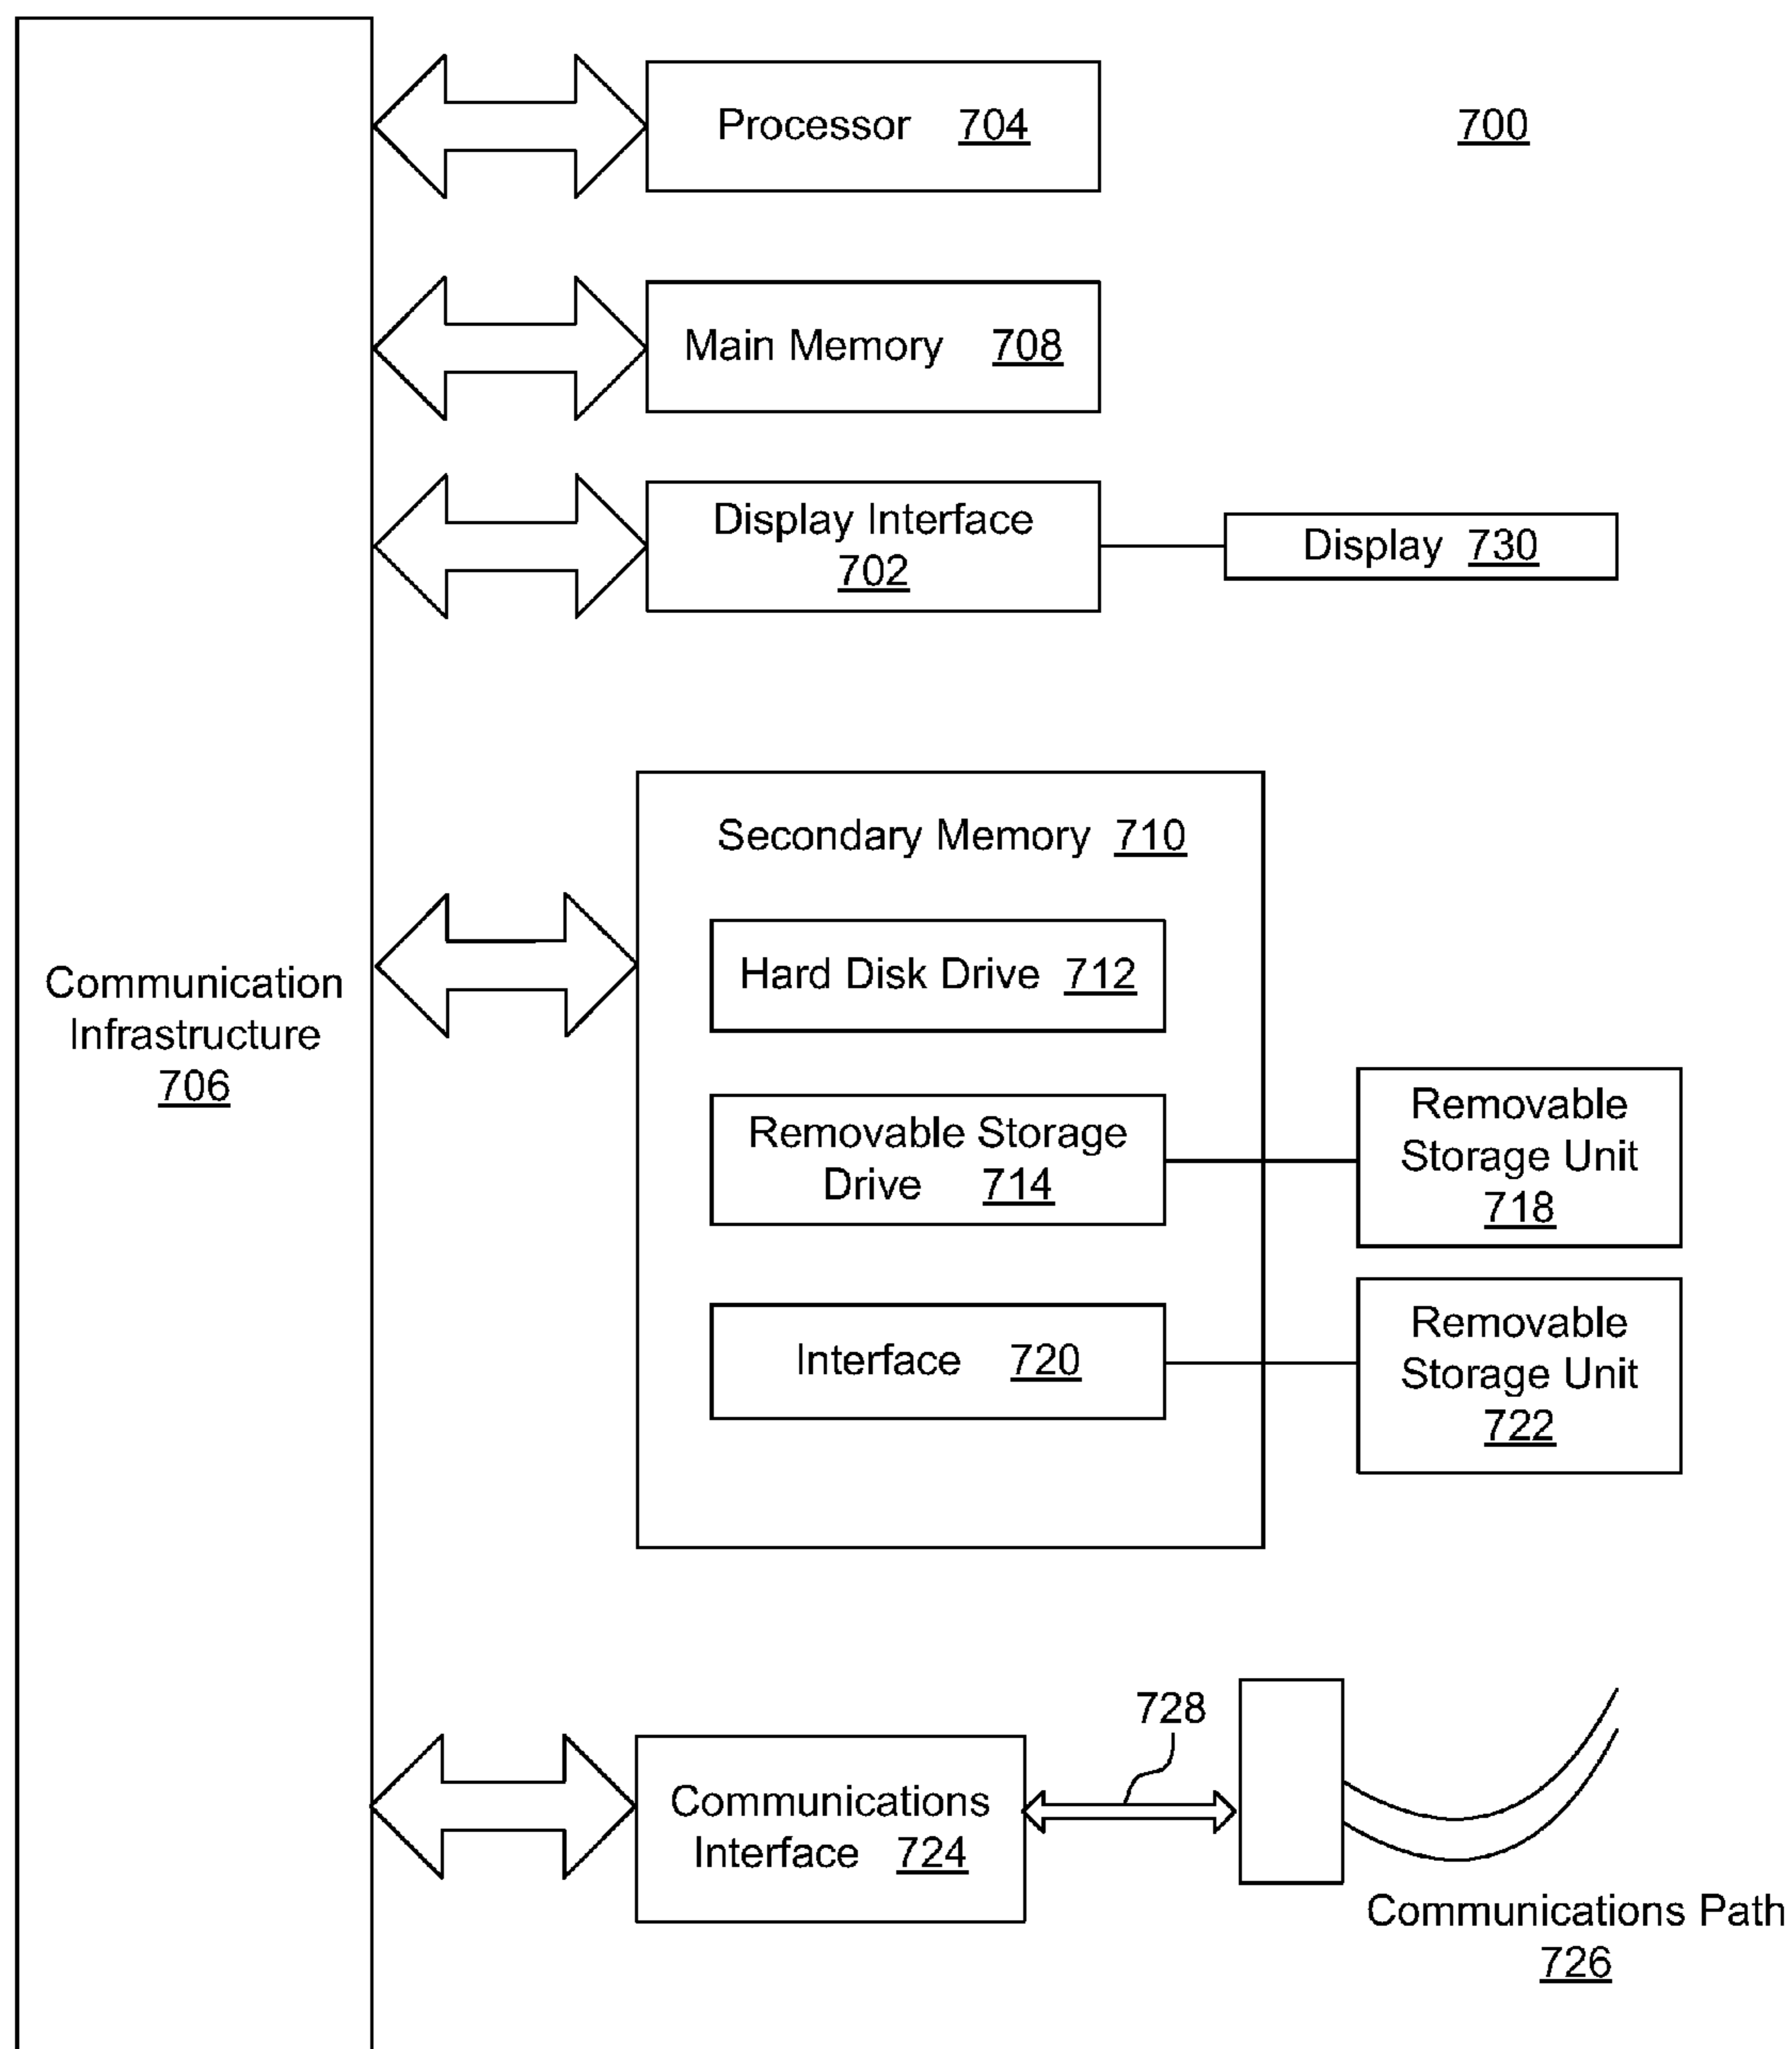 Processor 704
700
Main Memory 708
Display Interface
702
Display 730
Secondary Memory 710
Hard Disk Drive 712
Communication
Infrastructure
706
Removable Storage
Drive 714
Removable
Storage Unit
718
Interface 720
Removable
Storage Unit
722
728
Communications
Interface 724
Communications Path
726